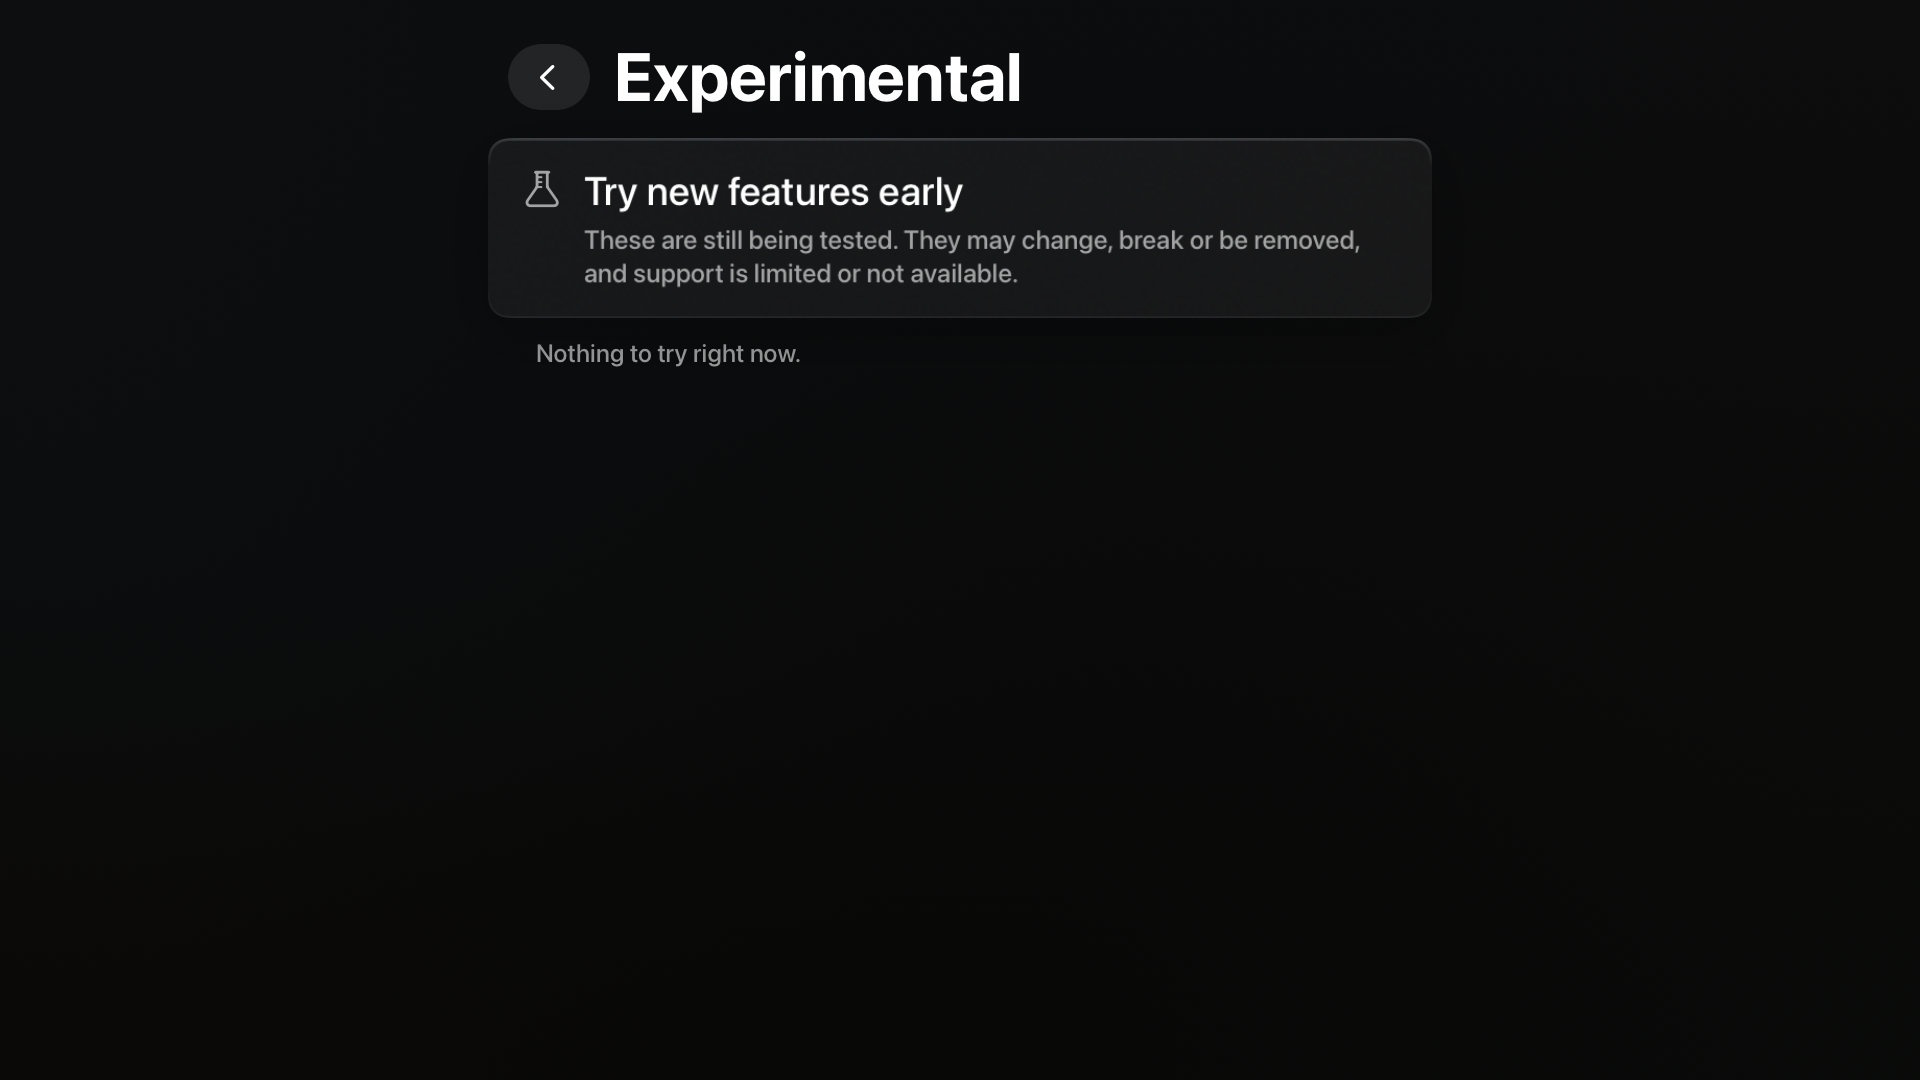 Experimental
Try new features early
These are still being tested. They may change, break or be removed,
and support is limited or not available.
Nothing to try right now.